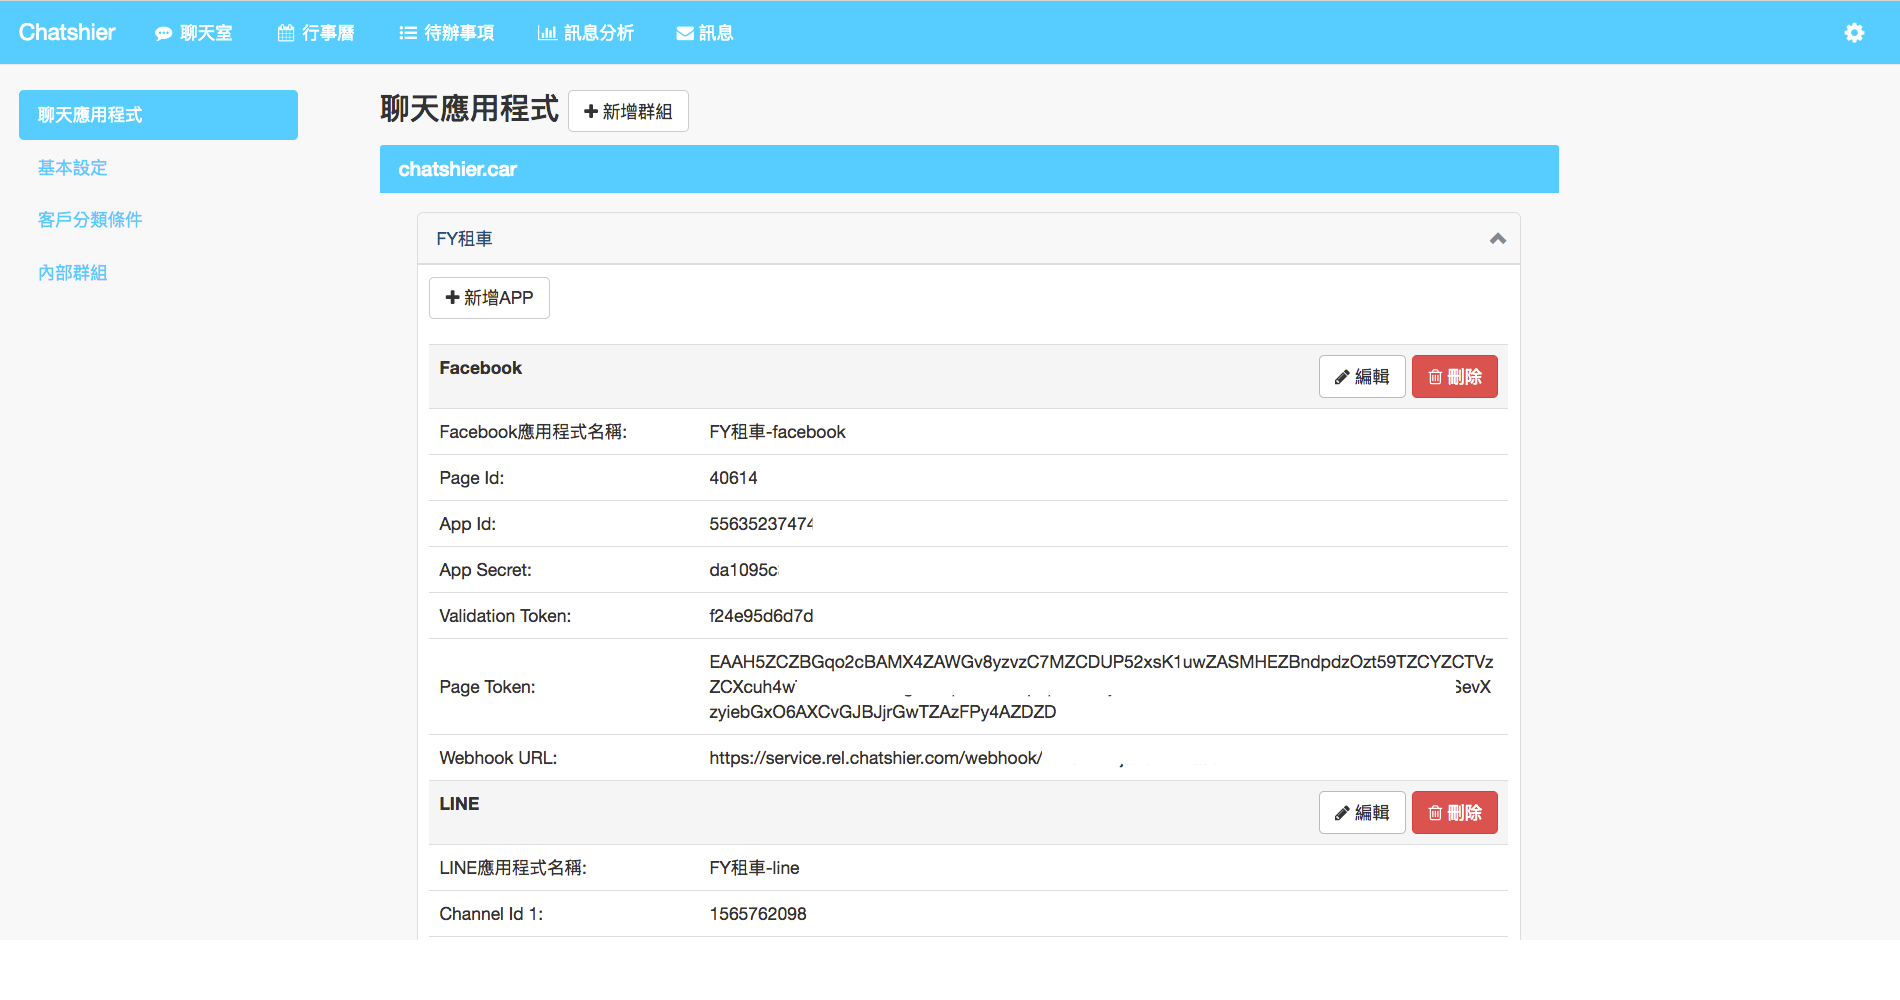 Chatshier 聊天室 行事曆 待辦事項 訊息分析 訊息
聊天應用程式
基本設定
客戶分類條件
內部群組
聊天應用程式 新增群組
chatshier.car
FY租車
新增APP
Facebook 編輯 刪除
Facebook應用程式名稱: FY租車-facebook
Page Id: 40614
App Id: 55635237474
App Secret: da1095c
Validation Token: f24e95d6d7d
Page Token: EAAH5ZCZBGqo2cBAMX4ZAWGv8yzvzC7MZCDUP52xsK1uwZASMHEZBndpdzOzt59TZCYZCTVz
ZCXcuh4w SevX
zyiebGxO6AXCvGJBJjrGwTZAzFPy4AZDZD
Webhook URL: https://service.rel.chatshier.com/webhook/
LINE 編輯 刪除
LINE應用程式名稱: FY租車-line
Channel Id 1: 1565762098